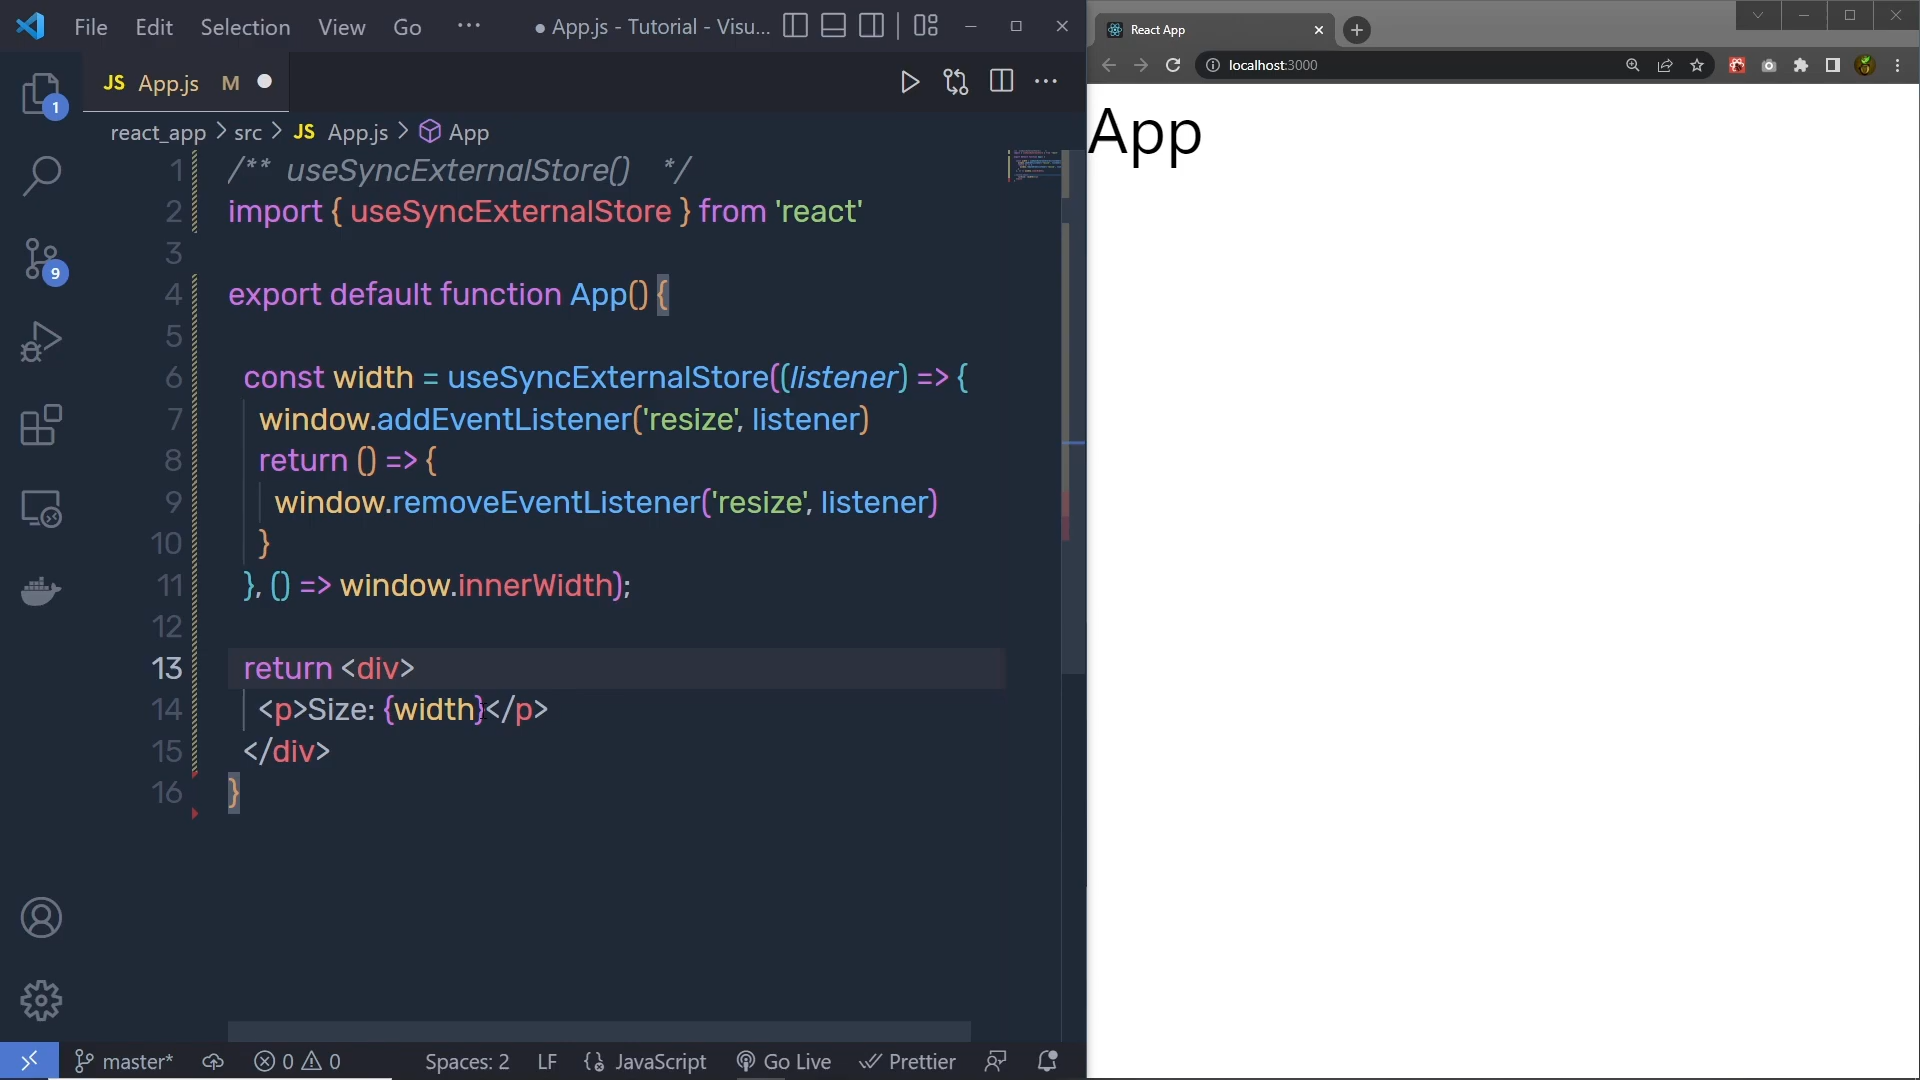 File Edit Selection View Go ··· ● App.js - Tutorial - Visu...
JS App.js M
react_app > src > JS App.js > App
1 /** useSyncExternalStore() */
2 import { useSyncExternalStore } from 'react'
3
4 export default function App() {
5
6 const width = useSyncExternalStore((listener) => {
7 window.addEventListener('resize', listener)
8 return () => {
9 window.removeEventListener('resize', listener)
10 }
11 }, () => window.innerWidth);
12
13 return <div>
14 <p>Size: {width}</p>
15 </div>
16 }
1
9
master* 0 0 Spaces: 2 LF JavaScript Go Live Prettier
React App
localhost:3000
App